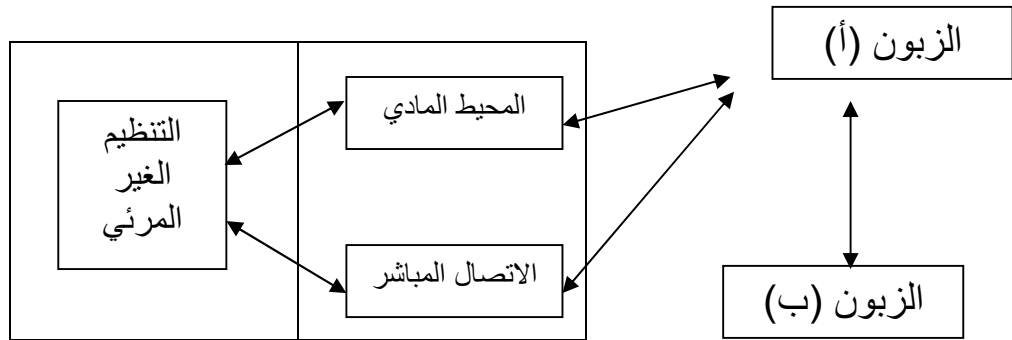 الزبون (أ)
المحيط المادي
التنظيم
الغير
المرئي
الاتصال المباشر
الزبون (ب)